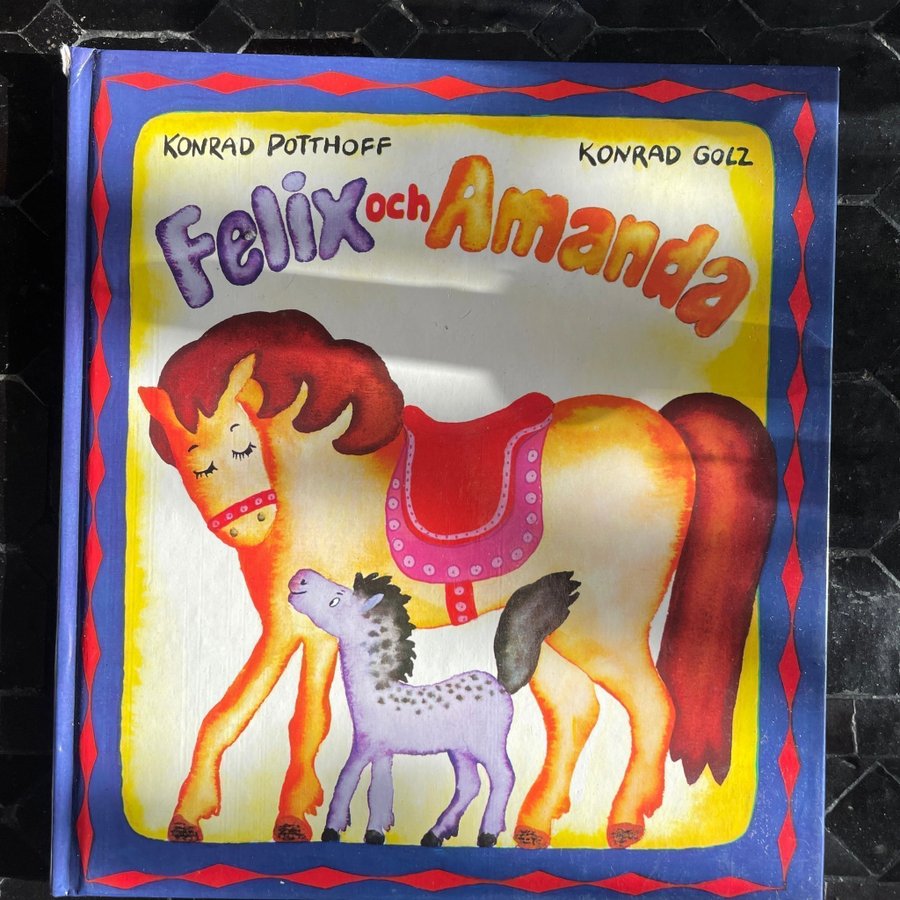 KONRAD POTTHOFF
KONRAD GOLZ
Felix och Amanda